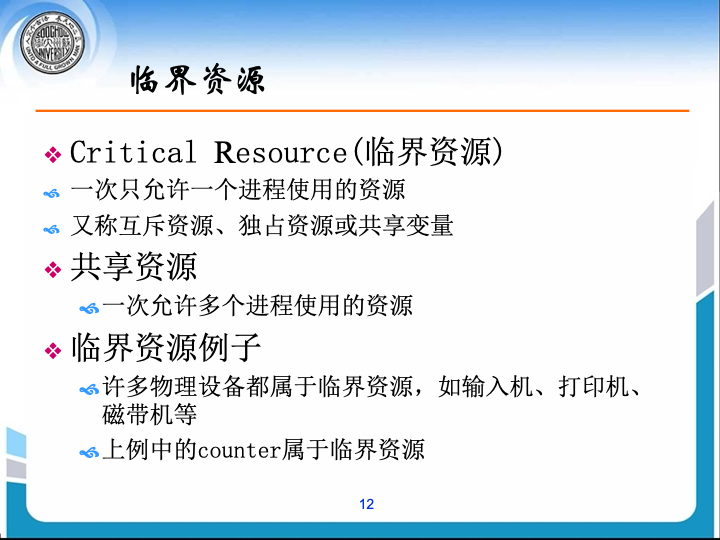 临界资源
Critical Resource(临界资源)
一次只允许一个进程使用的资源
又称互斥资源、独占资源或共享变量
共享资源
一次允许多个进程使用的资源
临界资源例子
许多物理设备都属于临界资源，如输入机、打印机、
磁带机等
上例中的counter属于临界资源
12